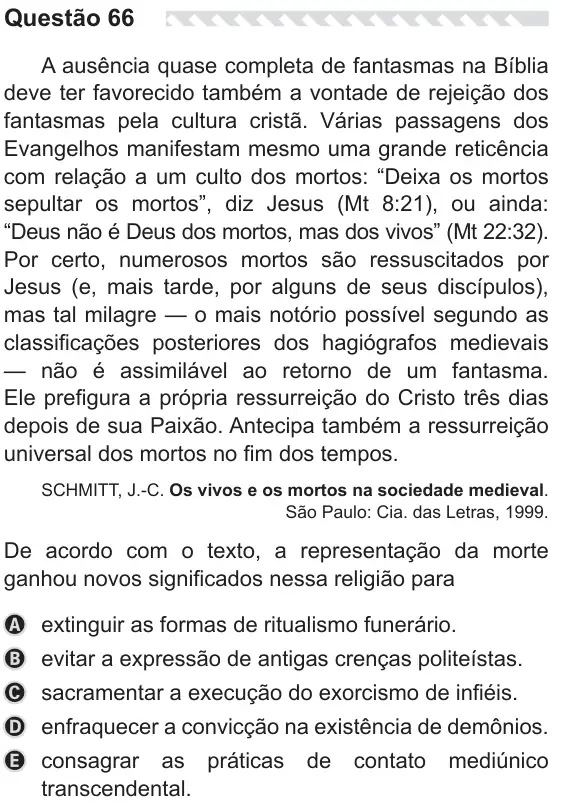 Questão 66
A ausência quase completa de fantasmas na Bíblia
deve ter favorecido também a vontade de rejeição dos
fantasmas pela cultura cristã. Várias passagens dos
Evangelhos manifestam mesmo uma grande reticência
com relação a um culto dos mortos: “Deixa os mortos
sepultar os mortos”, diz Jesus (Mt 8:21), ou ainda:
“Deus não é Deus dos mortos, mas dos vivos” (Mt 22:32).
Por certo, numerosos mortos são ressuscitados por
Jesus (e, mais tarde, por alguns de seus discípulos),
mas tal milagre — o mais notório possível segundo as
classificações posteriores dos hagiógrafos medievais
— não é assimilável ao retorno de um fantasma.
Ele prefigura a própria ressurreição do Cristo três dias
depois de sua Paixão. Antecipa também a ressurreição
universal dos mortos no fim dos tempos.
SCHMITT, J.-C. Os vivos e os mortos na sociedade medieval.
São Paulo: Cia. das Letras, 1999.
De acordo com o texto, a representação da morte
ganhou novos significados nessa religião para
A extinguir as formas de ritualismo funerário.
B evitar a expressão de antigas crenças politeístas.
C sacramentar a execução do exorcismo de infiéis.
D enfraquecer a convicção na existência de demônios.
E consagrar as práticas de contato mediúnico
transcendental.